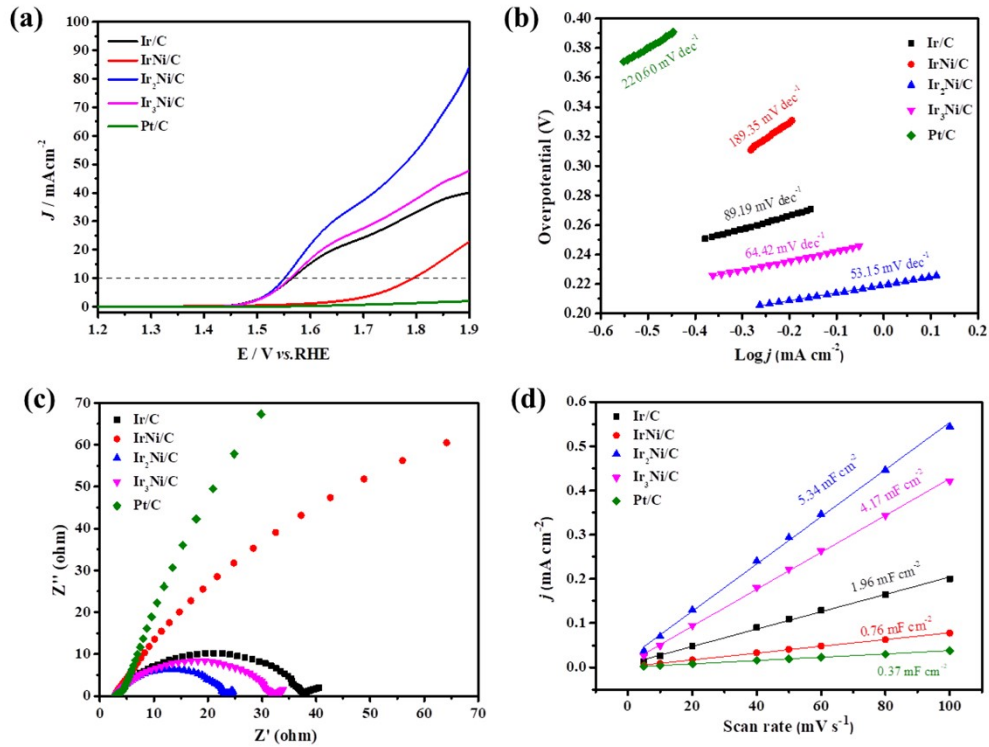 (a)
Ir/C
IrNi/C
Ir₂Ni/C
Ir₃Ni/C
Pt/C
J / mAcm⁻²
100
90
80
70
60
50
40
30
20
10
0
1.2 1.3 1.4 1.5 1.6 1.7 1.8 1.9
E / V vs.RHE
(b)
Ir/C
IrNi/C
Ir₂Ni/C
Ir₃Ni/C
Pt/C
220.60 mV dec⁻¹
189.35 mV dec⁻¹
89.19 mV dec⁻¹
64.42 mV dec⁻¹
53.15 mV dec⁻¹
Overpotential (V)
0.40
0.38
0.36
0.34
0.32
0.30
0.28
0.26
0.24
0.22
0.20
-0.6 -0.5 -0.4 -0.3 -0.2 -0.1 0.0 0.1 0.2
Log j (mA cm⁻²)
(c)
Ir/C
IrNi/C
Ir₂Ni/C
Ir₃Ni/C
Pt/C
Z'' (ohm)
70
60
50
40
30
20
10
0
0 10 20 30 40 50 60 70
Z' (ohm)
(d)
Ir/C
IrNi/C
Ir₂Ni/C
Ir₃Ni/C
Pt/C
5.34 mF cm⁻²
4.17 mF cm⁻²
1.96 mF cm⁻²
0.76 mF cm⁻²
0.37 mF cm⁻²
j (mA cm⁻²)
0.6
0.5
0.4
0.3
0.2
0.1
0.0
0 20 40 60 80 100
Scan rate (mV s⁻¹)